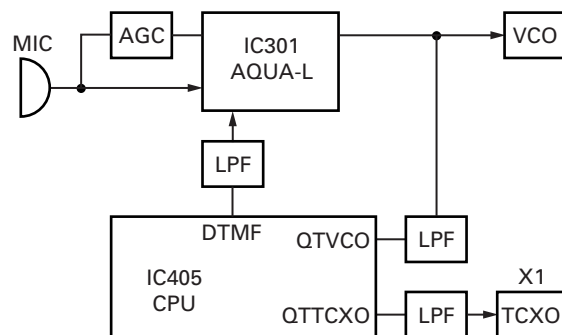 MIC
AGC
IC301
AQUA-L
VCO
LPF
DTMF
QTVCO
LPF
IC405
CPU
X1
QTTCXO
LPF
TCXO